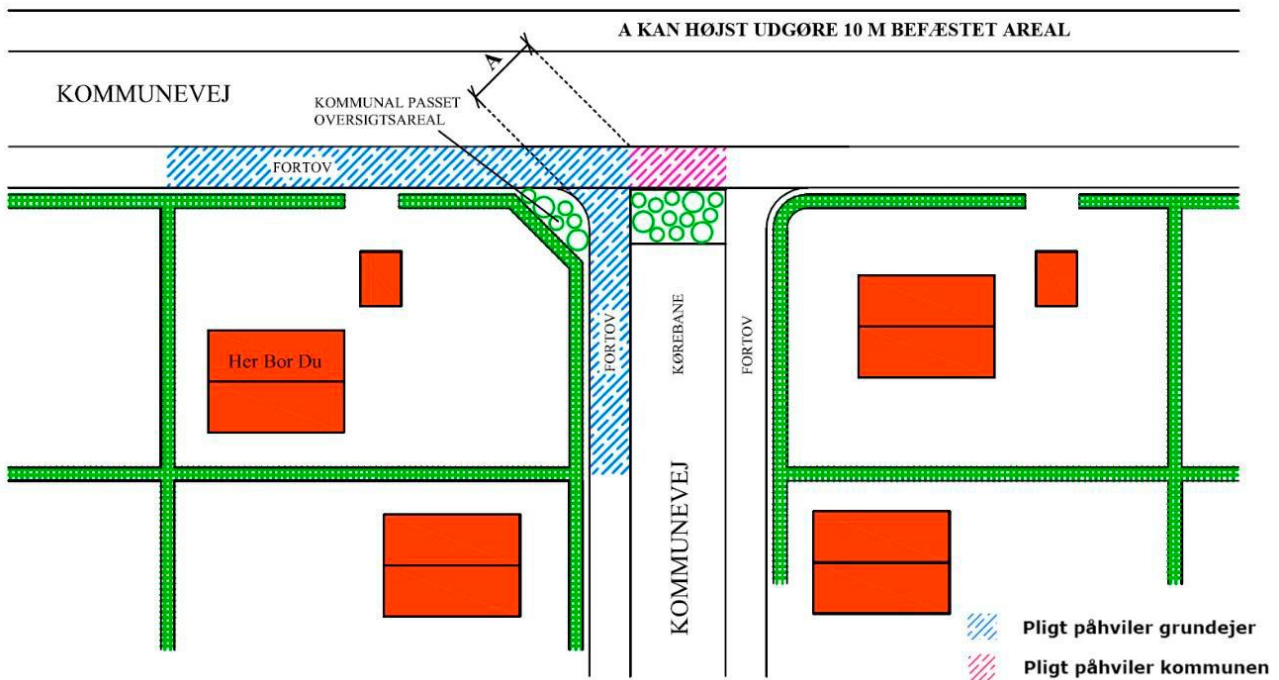 A KAN HØJST UDGØRE 10 M BEFÆSTET AREAL
A
KOMMUNEVEJ
KOMMUNAL PASSET
OVERSIGTSAREAL
FORTOV
Her Bor Du
FORTOV
KØREBANE
FORTOV
KOMMUNEVEJ
Pligt påhviler grundejer
Pligt påhviler kommunen